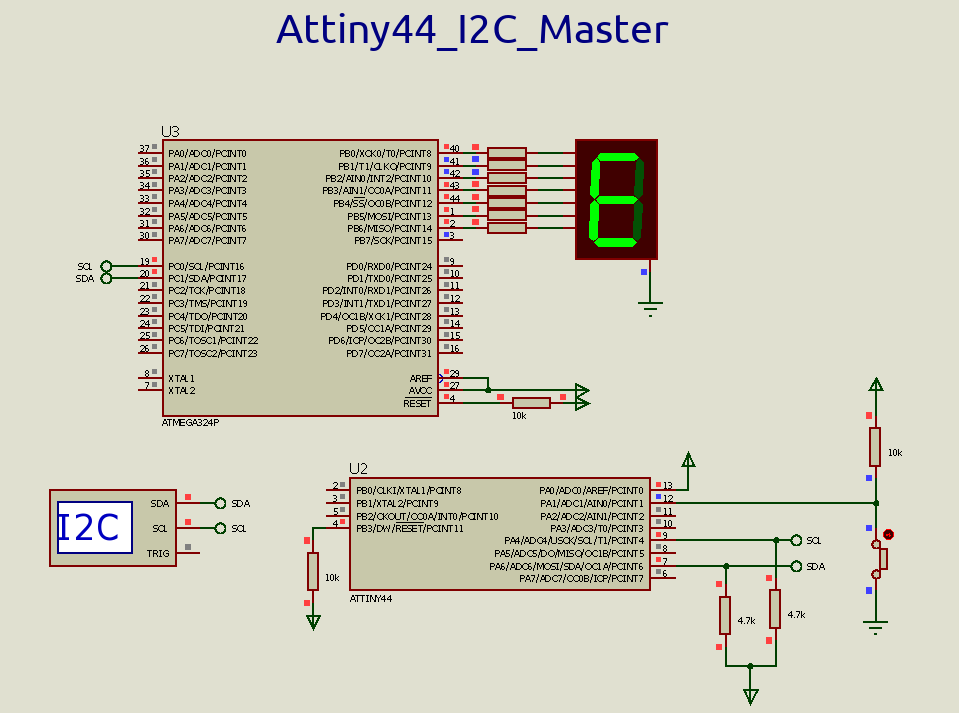 Attiny44_I2C_Master
U3
37 PA0/ADC0/PCINT0 PB0/XCK0/T0/PCINT8 40
36 PA1/ADC1/PCINT1 PB1/T1/CLKO/PCINT9 41
35 PA2/ADC2/PCINT2 PB2/AIN0/INT2/PCINT10 42
34 PA3/ADC3/PCINT3 PB3/AIN1/OC0A/PCINT11 43
33 PA4/ADC4/PCINT4 PB4/SS/OC0B/PCINT12 44
32 PA5/ADC5/PCINT5 PB5/MOSI/PCINT13 1
31 PA6/ADC6/PCINT6 PB6/MISO/PCINT14 2
30 PA7/ADC7/PCINT7 PB7/SCK/PCINT15 3
SCL 19 PC0/SCL/PCINT16 PD0/RXD0/PCINT24 9
SDA 20 PC1/SDA/PCINT17 PD1/TXD0/PCINT25 10
21 PC2/TCK/PCINT18 PD2/INT0/RXD1/PCINT26 11
22 PC3/TMS/PCINT19 PD3/INT1/TXD1/PCINT27 12
23 PC4/TDO/PCINT20 PD4/OC1B/XCK1/PCINT28 13
24 PC5/TDI/PCINT21 PD5/OC1A/PCINT29 14
25 PC6/TOSC1/PCINT22 PD6/ICP/OC2B/PCINT30 15
26 PC7/TOSC2/PCINT23 PD7/OC2A/PCINT31 16
8 XTAL1 AREF 29
7 XTAL2 AVCC 27
RESET 4
10k
ATMEGA324P
10k
U2
2 PB0/CLKI/XTAL1/PCINT8 PA0/ADC0/AREF/PCINT0 13
3 PB1/XTAL2/PCINT9 PA1/ADC1/AIN0/PCINT1 12
5 PB2/CKOUT/OC0A/INT0/PCINT10 PA2/ADC2/AIN1/PCINT2 11
4 PB3/DW/RESET/PCINT11 PA3/ADC3/T0/PCINT3 10
PA4/ADC4/USCK/SCL/T1/PCINT4 9 SCL
PA5/ADC5/DO/MISO/OC1B/PCINT5 8
PA6/ADC6/MOSI/SDA/OC1A/PCINT6 7 SDA
PA7/ADC7/OC0B/ICP/PCINT7 6
ATTINY44
I2C
SDA SDA
SCL SCL
TRIG
10k
4.7k
4.7k